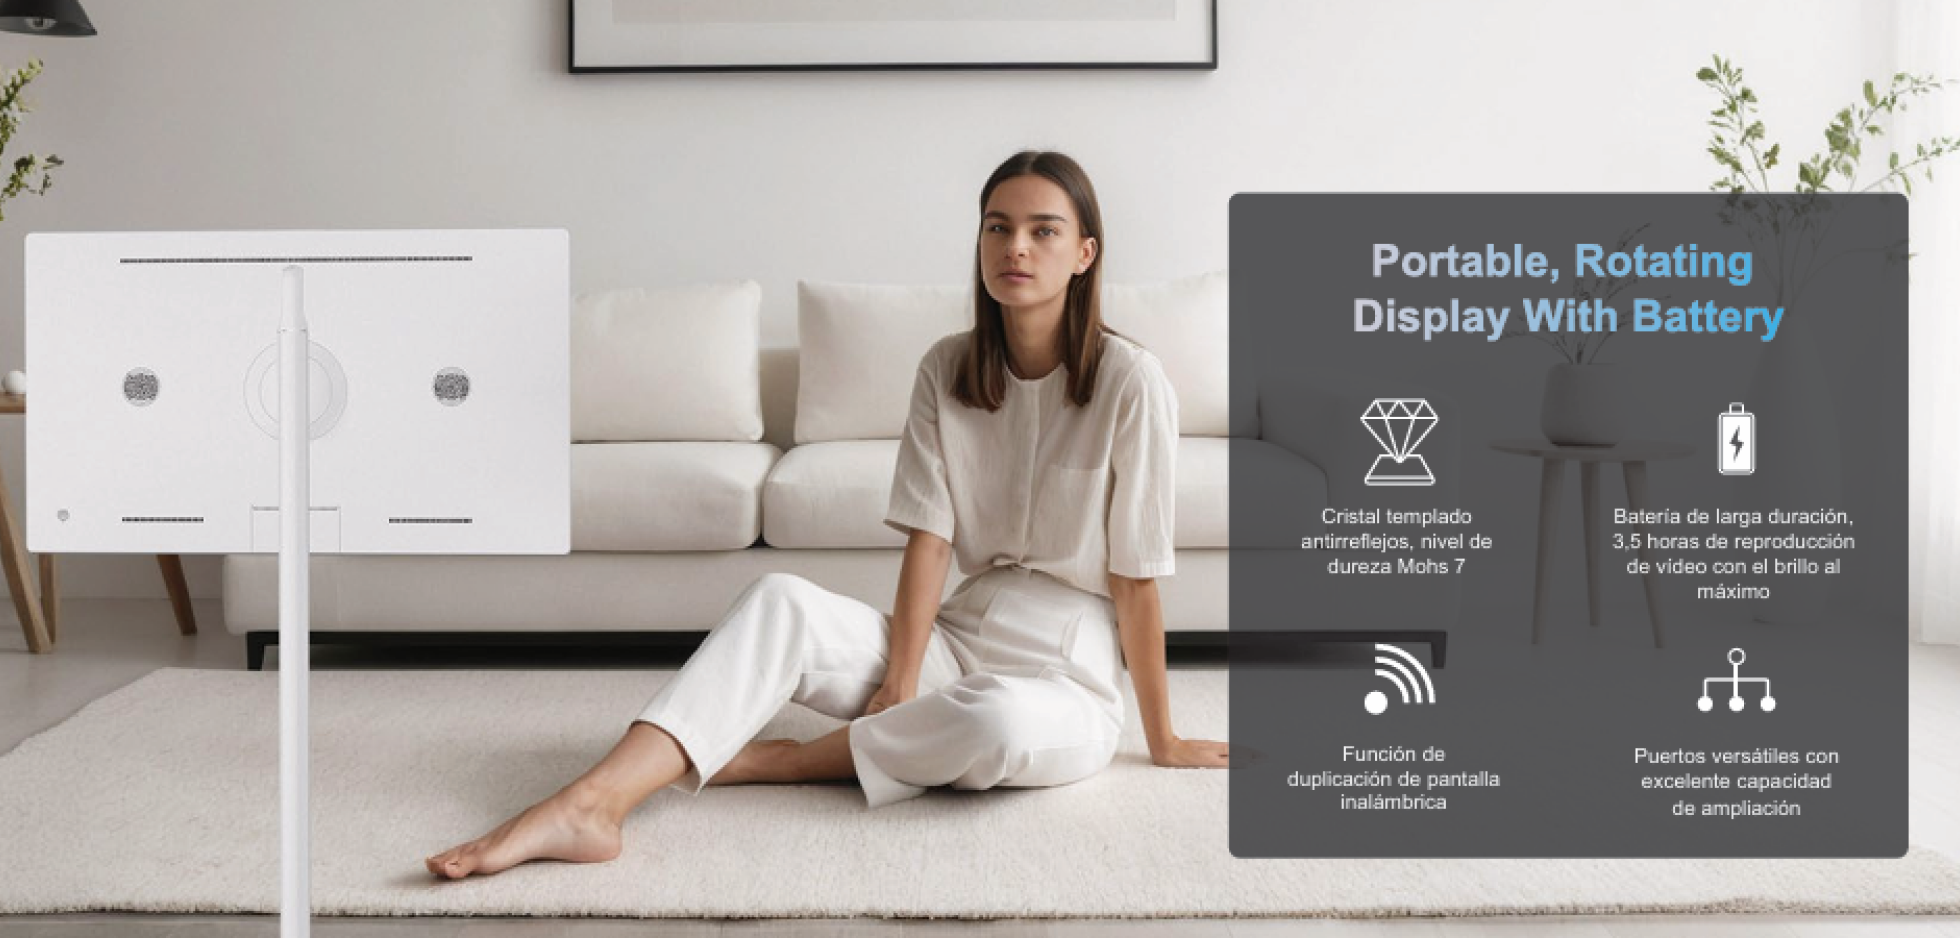 Portable, Rotating
Display With Battery
Cristal templado
antirreflejos, nivel de
dureza Mohs 7
Batería de larga duración,
3,5 horas de reproducción
de video con el brillo al
máximo
Función de
duplicación de pantalla
inalámbrica
Puertos versátiles con
excelente capacidad
de ampliación